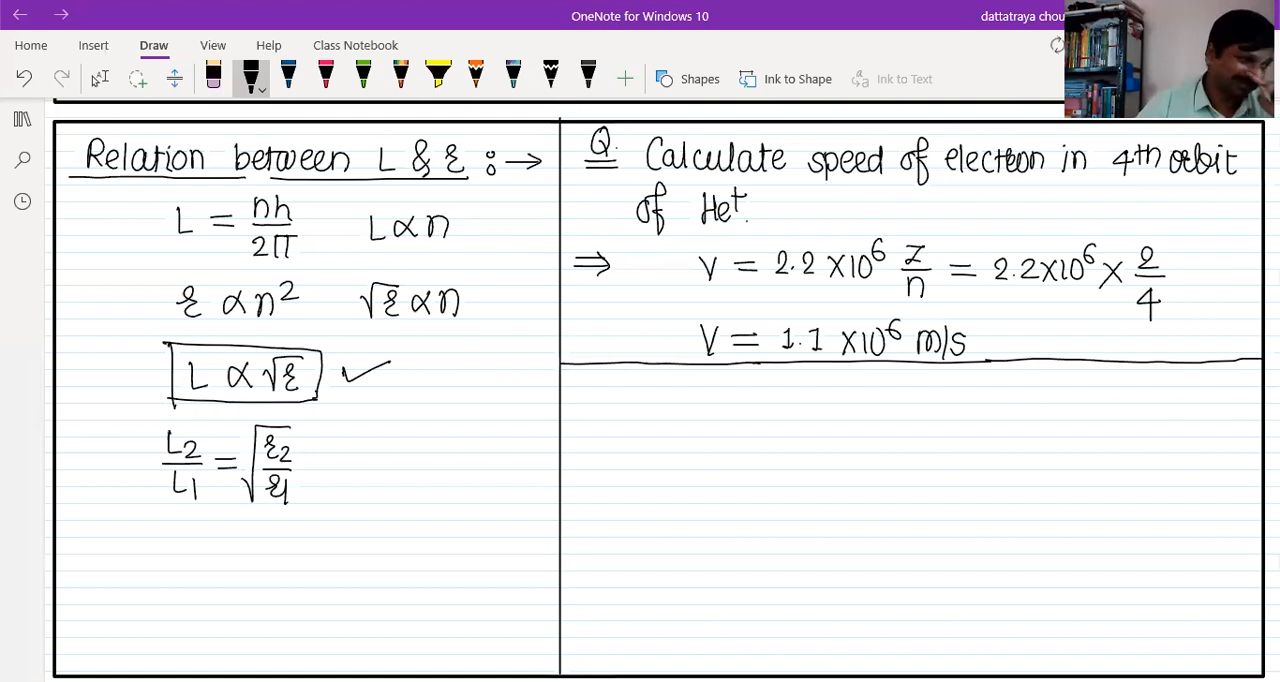 OneNote for Windows 10
dattatraya chou
Home Insert Draw View Help Class Notebook
Shapes Ink to Shape Ink to Text
Relation between L & r :→
L = nh/2π L ∝ n
r ∝ n² √r ∝ n
L ∝ √r ✓
L₂/L₁ = √(r₂/r₁)
Q. Calculate speed of electron in 4th orbit
of He⁺.
⇒ V = 2.2 ×10⁶ Z/n = 2.2×10⁶ × 2/4
V = 1.1 ×10⁶ m/s